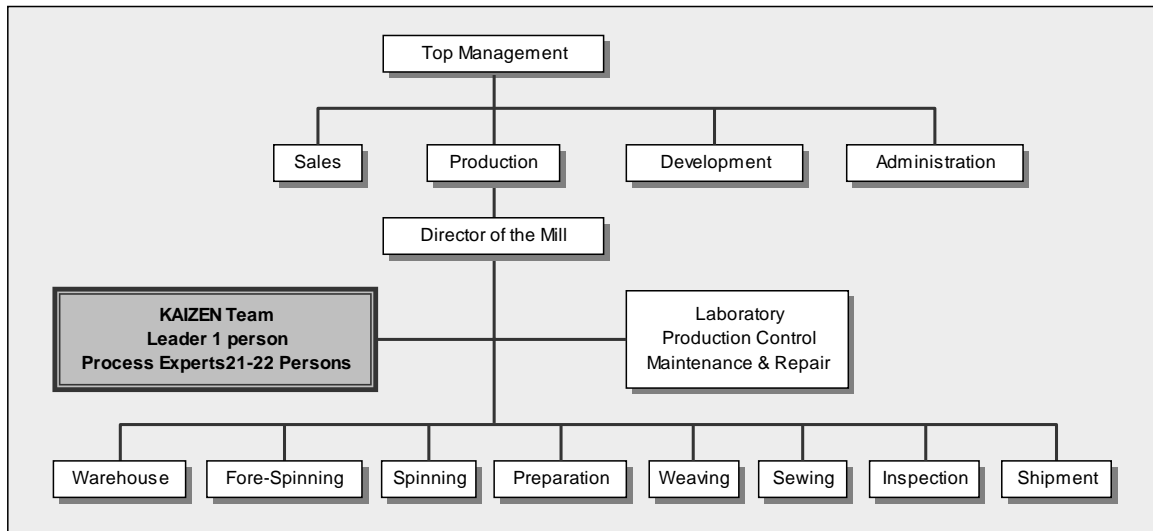 Top Management
Sales
Production
Development
Administration
Director of the Mill
KAIZEN Team
Leader 1 person
Process Experts21-22 Persons
Laboratory
Production Control
Maintenance & Repair
Warehouse
Fore-Spinning
Spinning
Preparation
Weaving
Sewing
Inspection
Shipment